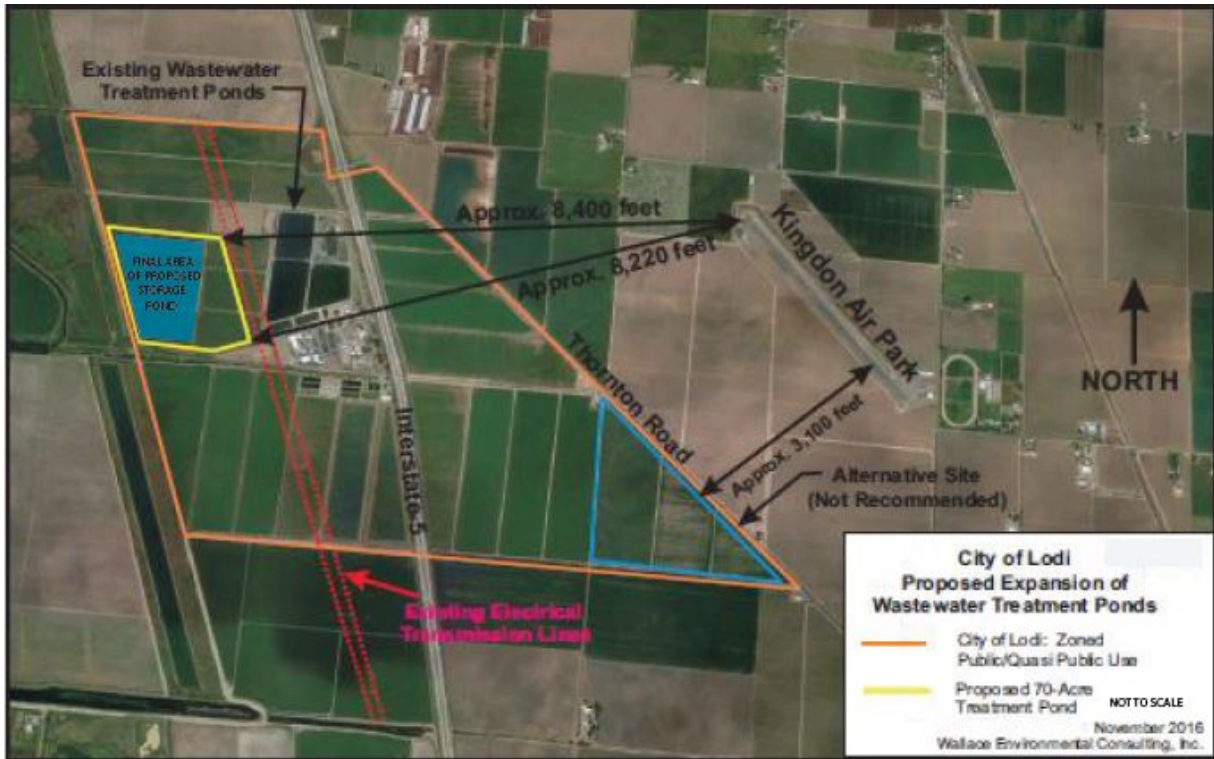 Existing Wastewater
Treatment Ponds
Approx. 8,400 feet
Approx. 8,220 feet
Kingdon Air Park
FINAL AREA
OF PROPOSED
STORAGE
POND
Thornton Road
NORTH
Interstate-5
Approx. 3,100 feet
Alternative Site
(Not Recommended)
Existing Electrical
Transmission Lines
City of Lodi
Proposed Expansion of
Wastewater Treatment Ponds
City of Lodi: Zoned
Public/Quasi Public Use
Proposed 70-Acre
Treatment Pond
NOT TO SCALE
November 2016
Wallace Environmental Consulting, Inc.